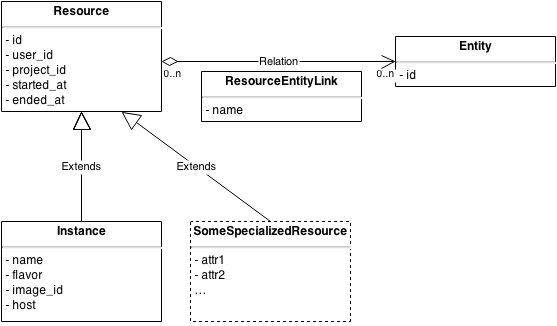 Resource
- id
- user_id
- project_id
- started_at
- ended_at
Relation
0..n
0..n
Entity
- id
ResourceEntityLink
- name
Extends
Extends
Instance
- name
- flavor
- image_id
- host
SomeSpecializedResource
- attr1
- attr2
...